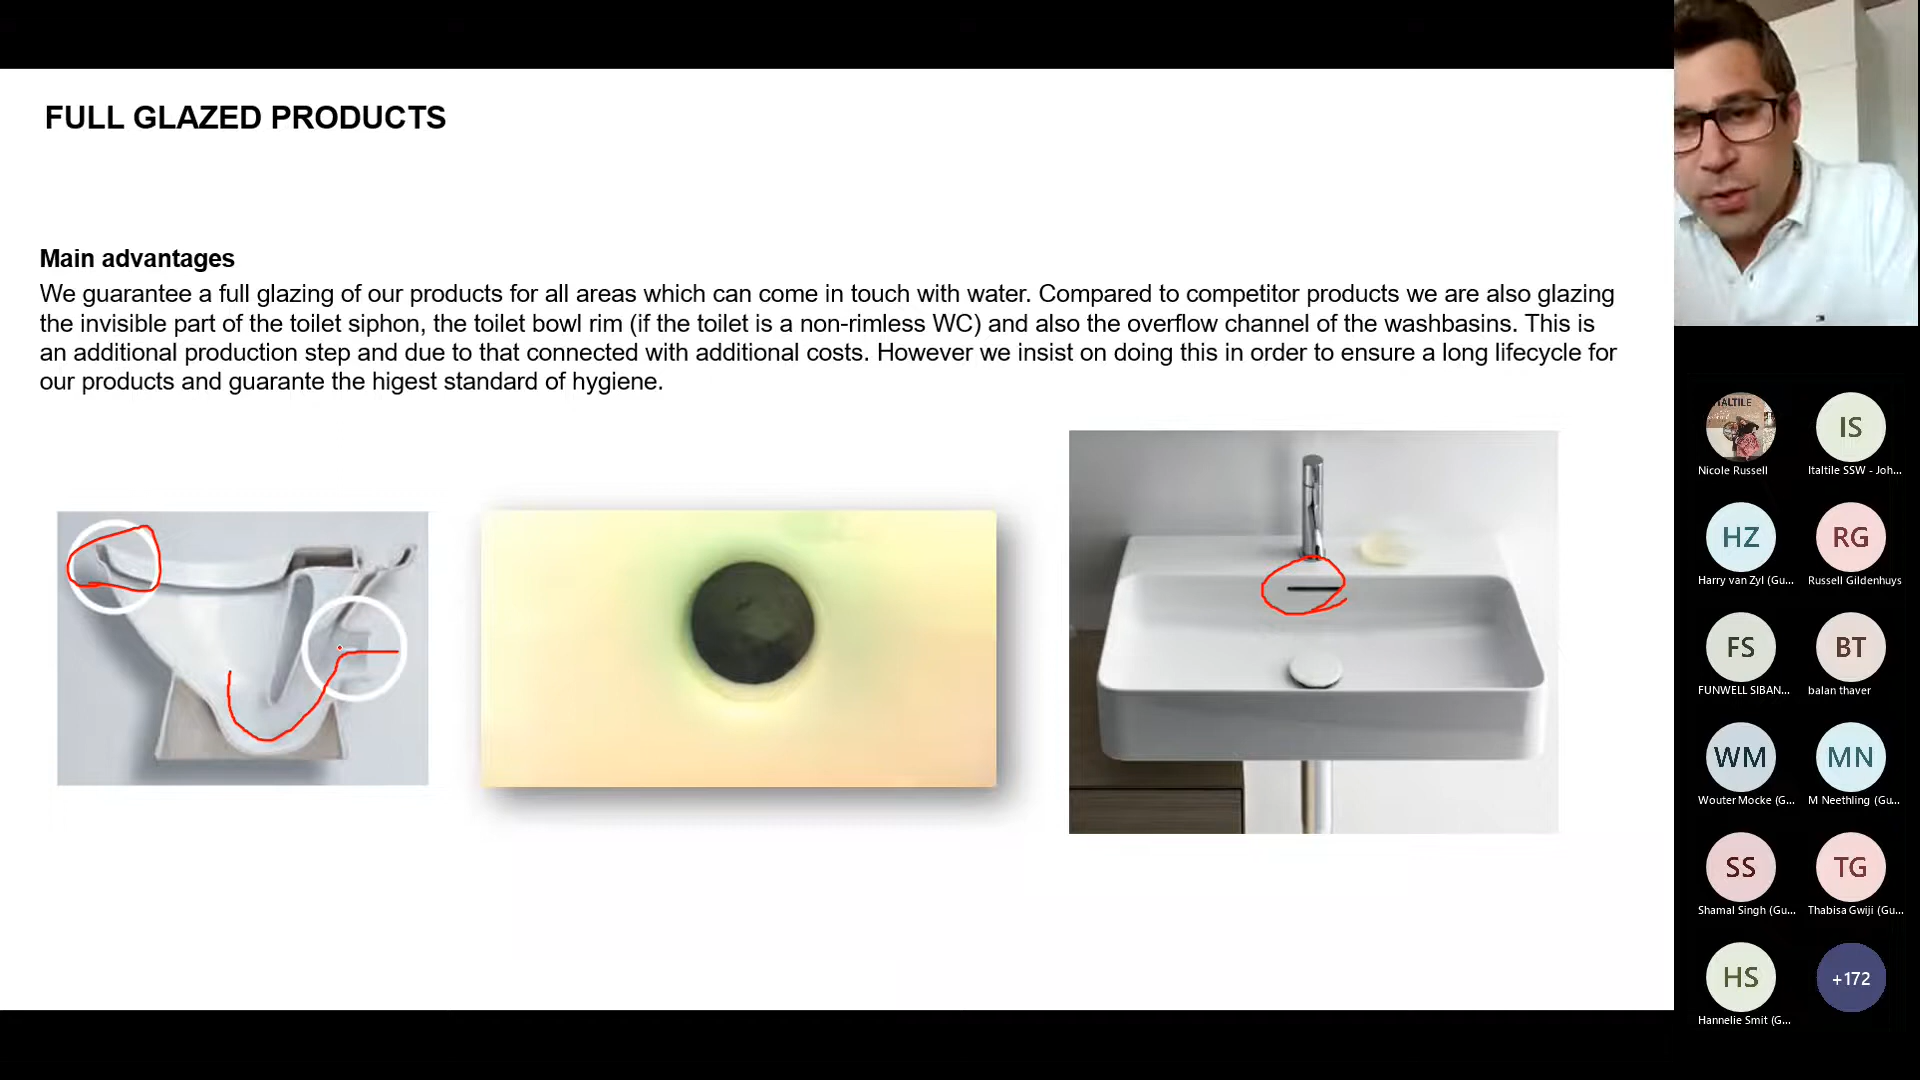 FULL GLAZED PRODUCTS
Main advantages
We guarantee a full glazing of our products for all areas which can come in touch with water. Compared to competitor products we are also glazing
the invisible part of the toilet siphon, the toilet bowl rim (if the toilet is a non-rimless WC) and also the overflow channel of the washbasins. This is
an additional production step and due to that connected with additional costs. However we insist on doing this in order to ensure a long lifecycle for
our products and guarante the higest standard of hygiene.
ITALTILE
IS
Nicole Russell
Italtile SSW - Joh...
HZ
RG
Harry van Zyl (Gu...
Russell Gildenhuys
FS
BT
FUNWELL SIBAN...
balan thaver
WM
MN
Wouter Mocke (G...
M Neethling (Gu...
SS
TG
Shamal Singh (Gu...
Thabisa Gwiji (Gu...
HS
+172
Hannelie Smit (G...